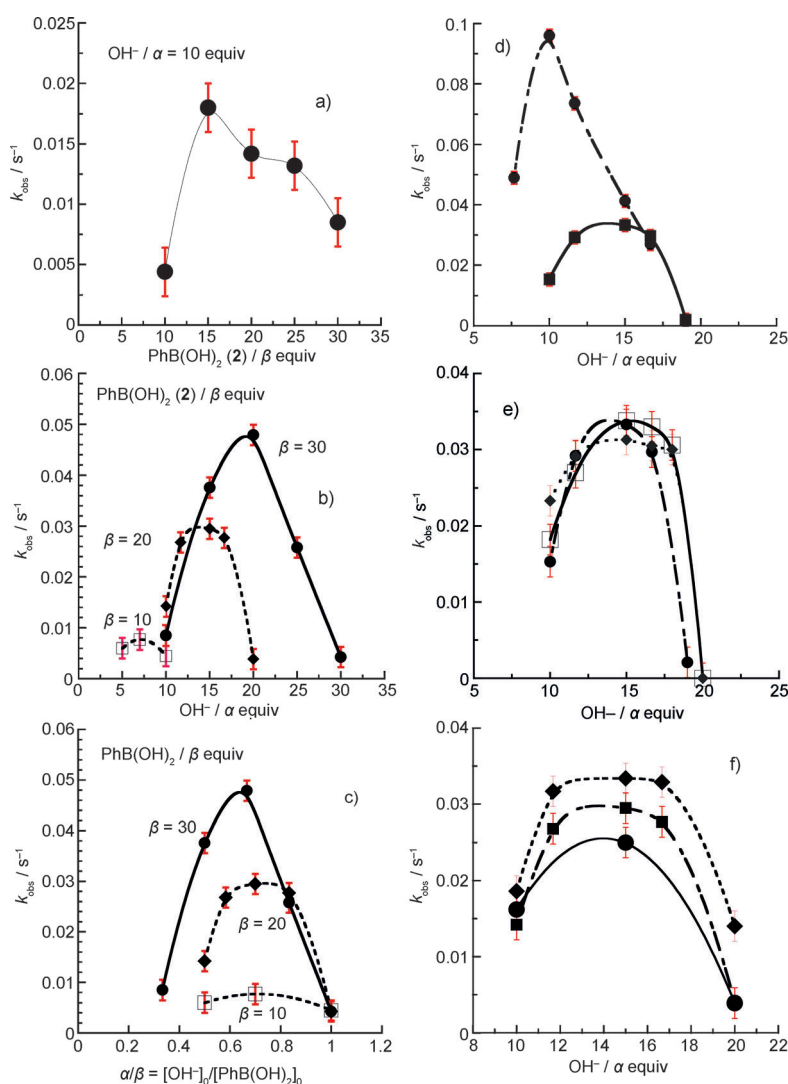 0.025
0.02
0.015
0.01
0.005
0
k_obs / s⁻¹
OH⁻ / α = 10 equiv
a)
0 5 10 15 20 25 30 35
PhB(OH)₂ (2) / β equiv
0.1
0.08
0.06
0.04
0.02
0
k_obs / s⁻¹
d)
5 10 15 20 25
OH⁻ / α equiv
0.06
0.05
0.04
0.03
0.02
0.01
0
k_obs / s⁻¹
PhB(OH)₂ (2) / β equiv
β = 30
b)
β = 20
β = 10
0 5 10 15 20 25 30 35
OH⁻ / α equiv
0.04
0.03
0.02
0.01
0
k_obs / s⁻¹
e)
5 10 15 20 25
OH– / α equiv
0.06
0.05
0.04
0.03
0.02
0.01
0
k_obs / s⁻¹
PhB(OH)₂ / β equiv
c)
β = 30
β = 20
β = 10
0 0.2 0.4 0.6 0.8 1 1.2
α/β = [OH⁻]₀/[PhB(OH)₂]₀
0.04
0.03
0.02
0.01
0
k_obs / s⁻¹
f)
10 12 14 16 18 20
OH⁻ / α equiv